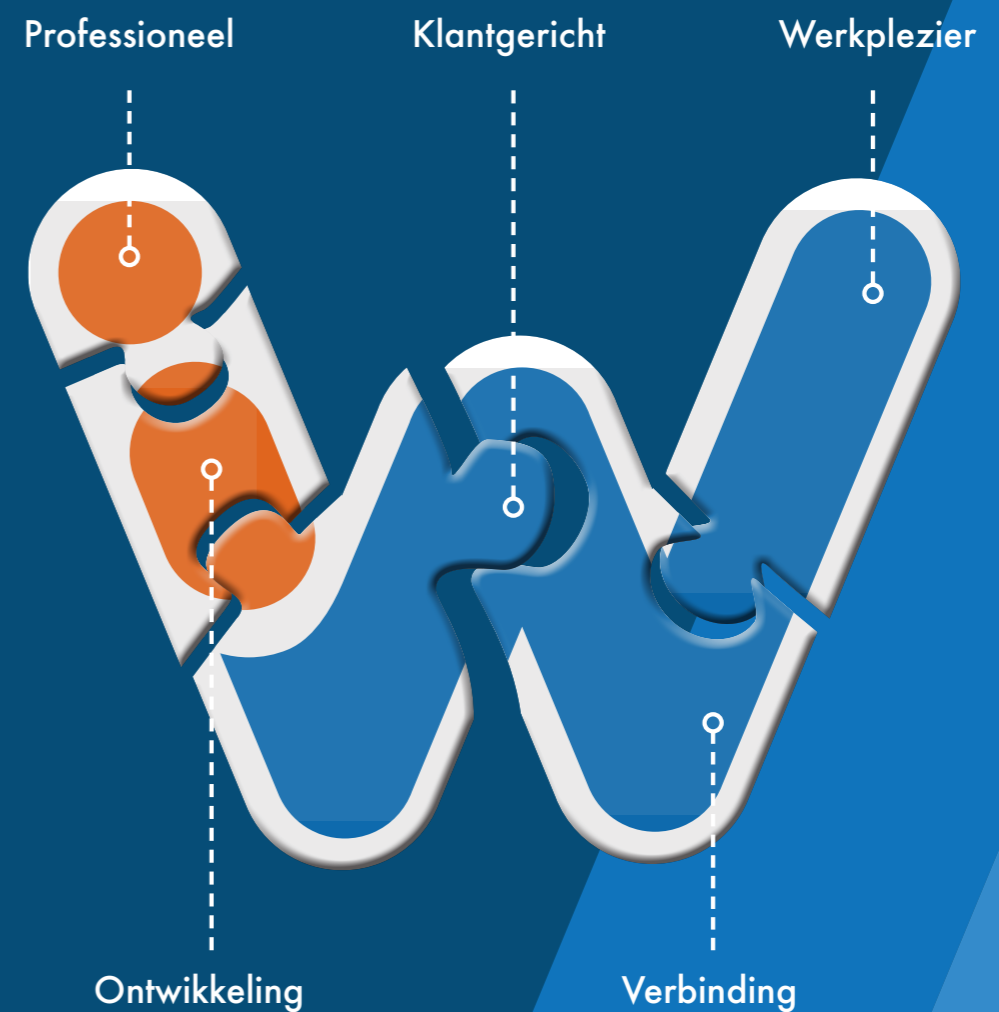 Professioneel
Klantgericht
Werkplezier
Ontwikkeling
Verbinding